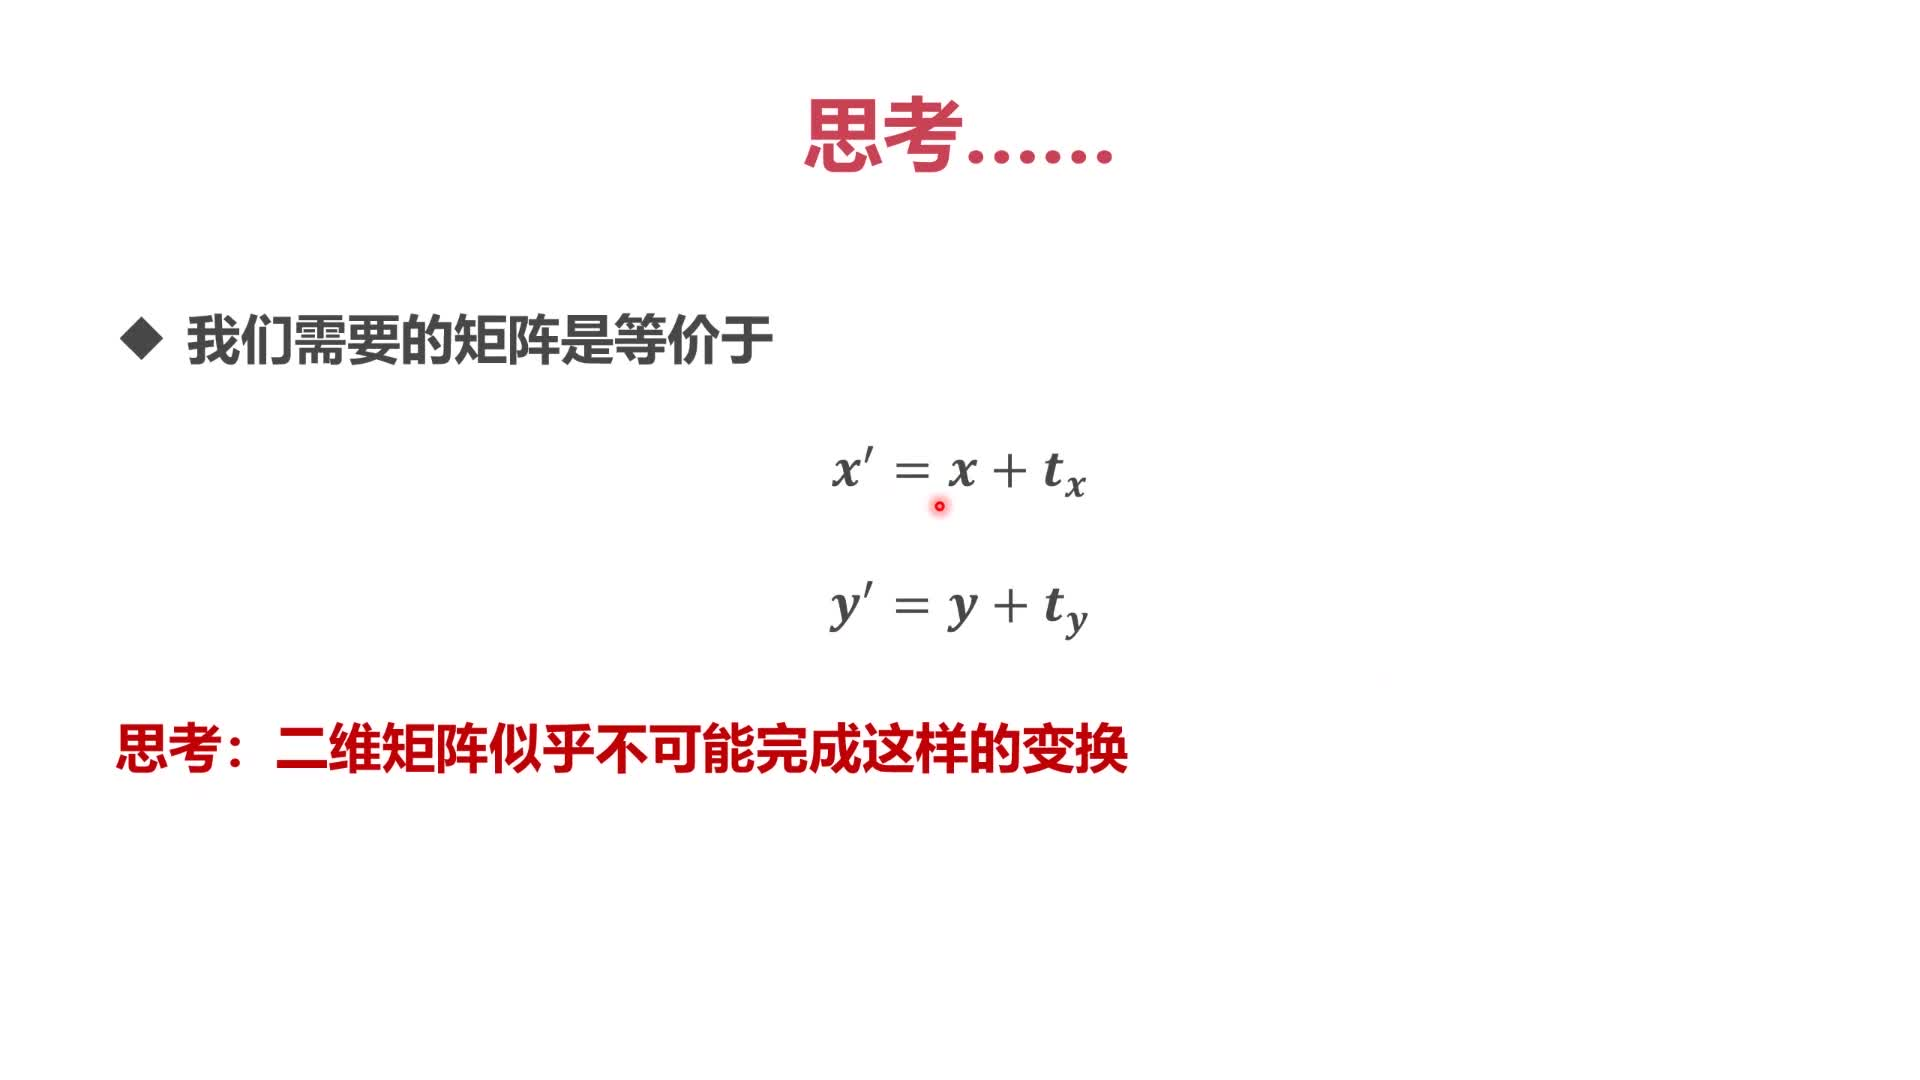 思考……
◆ 我们需要的矩阵是等价于
x′ = x + tₓ
y′ = y + t_y
思考：二维矩阵似乎不可能完成这样的变换